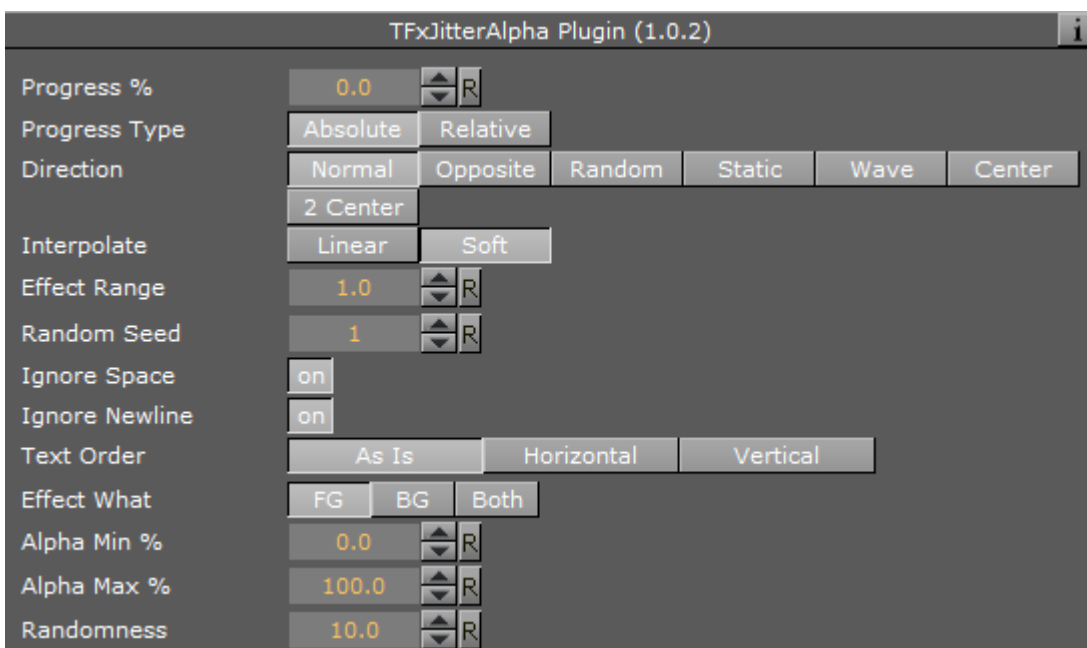 TFxJitterAlpha Plugin (1.0.2) i
Progress % 0.0 R
Progress Type Absolute Relative
Direction Normal Opposite Random Static Wave Center
2 Center
Interpolate Linear Soft
Effect Range 1.0 R
Random Seed 1 R
Ignore Space on
Ignore Newline on
Text Order As Is Horizontal Vertical
Effect What FG BG Both
Alpha Min % 0.0 R
Alpha Max % 100.0 R
Randomness 10.0 R